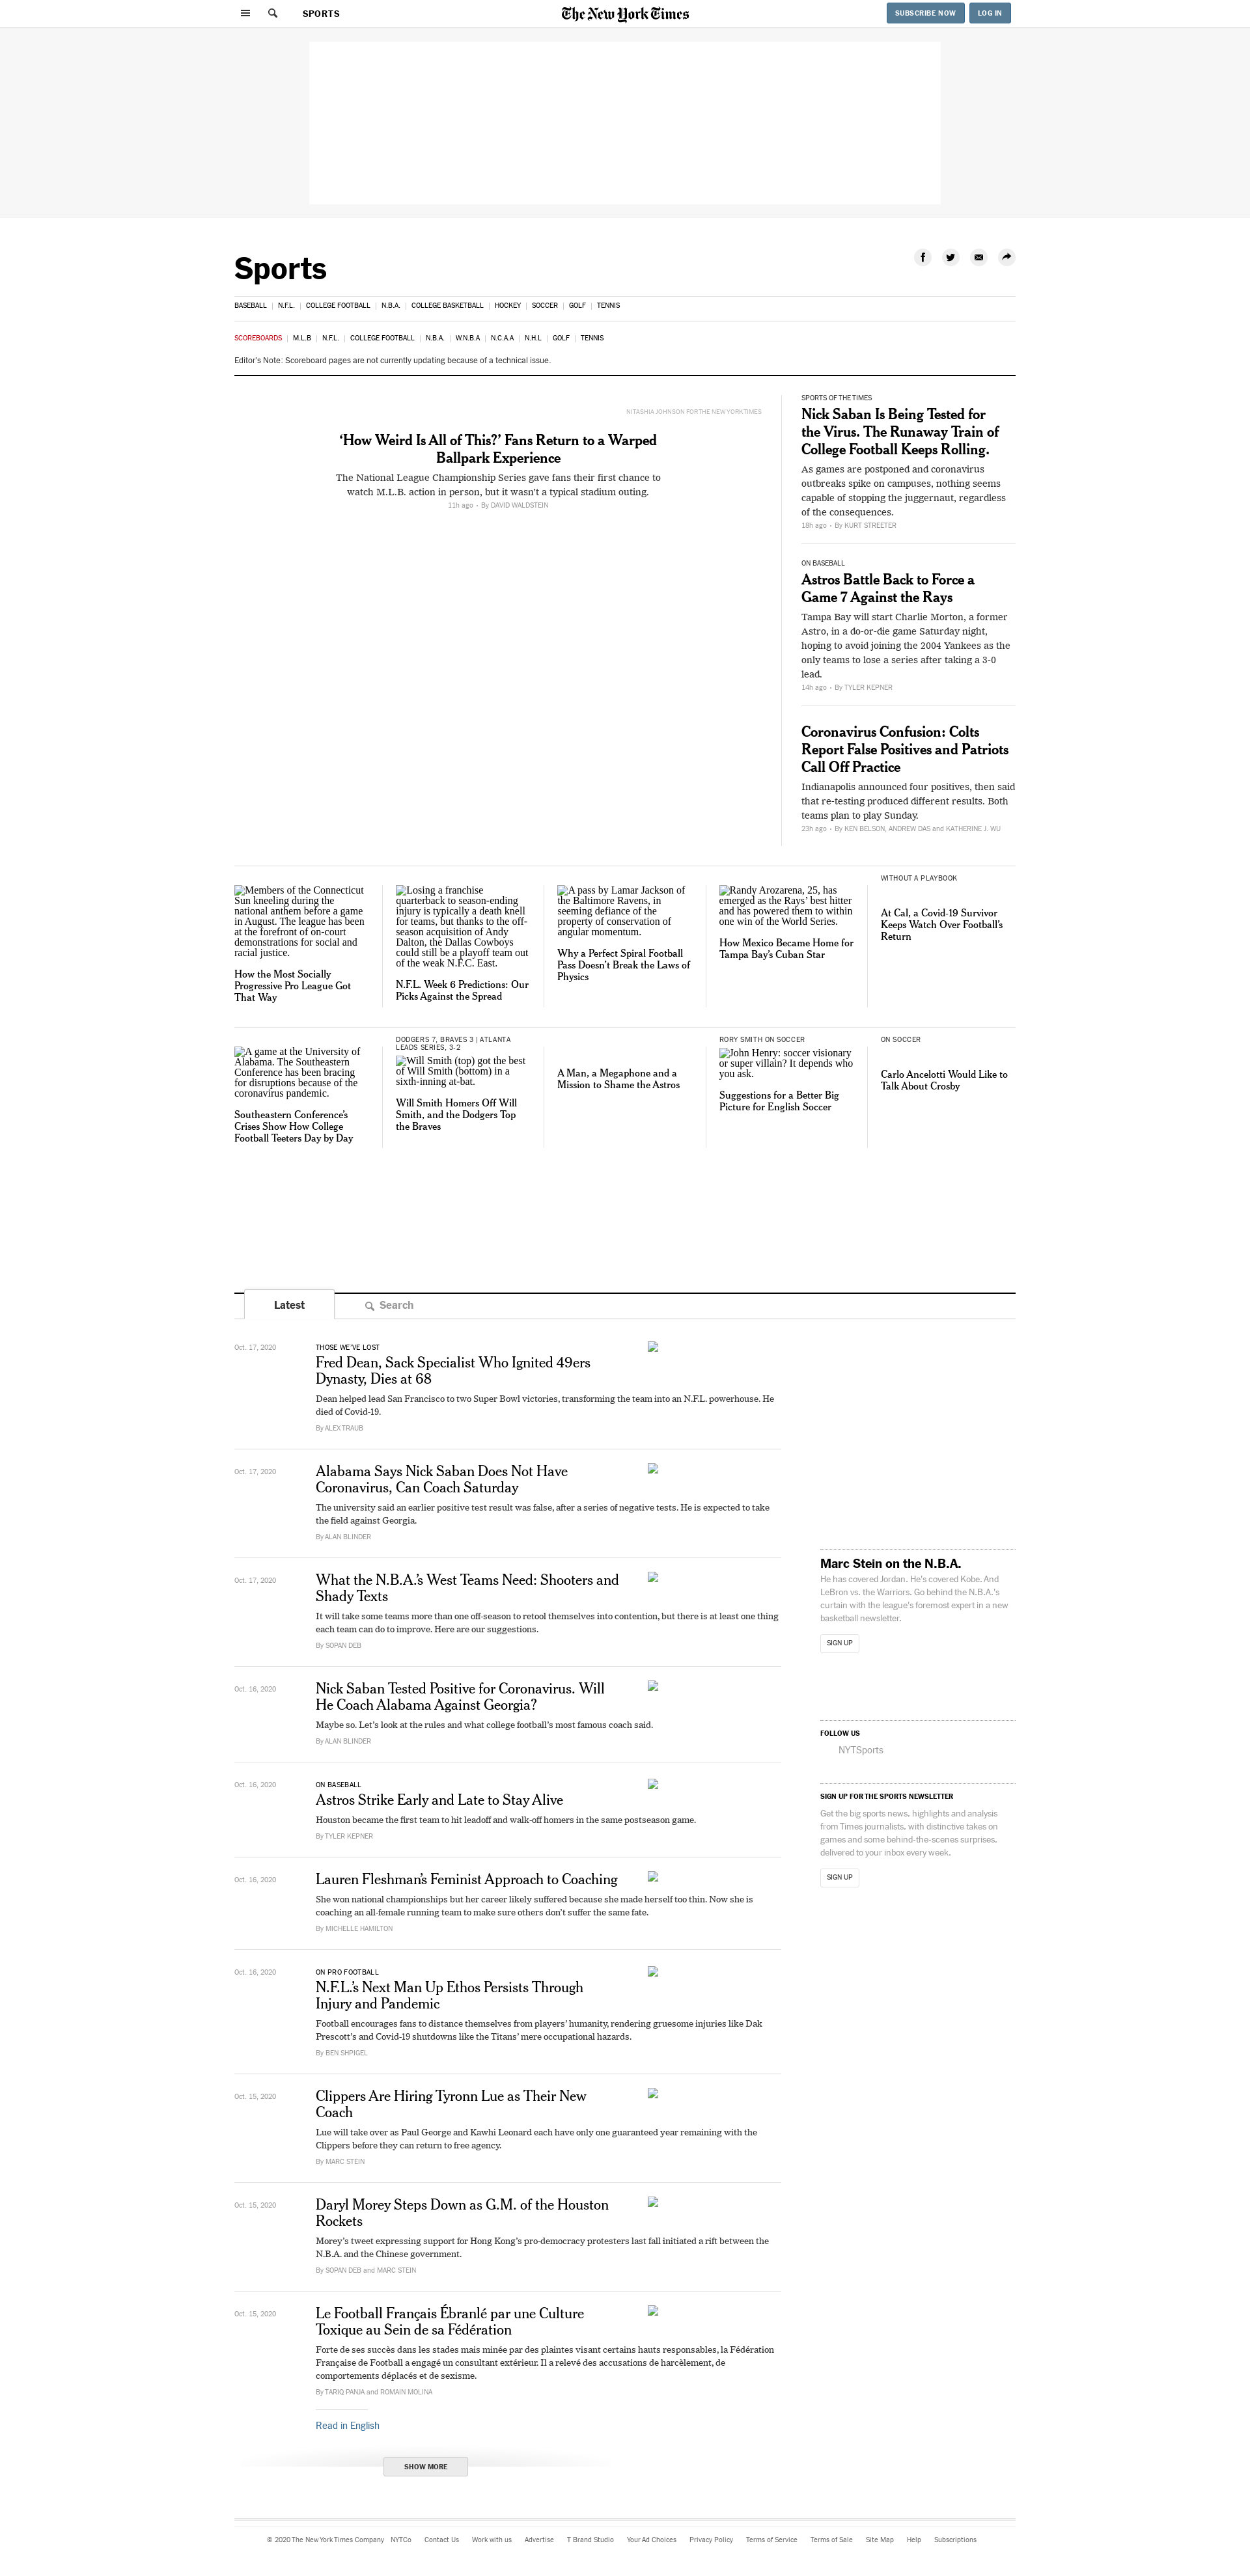 SPORTS
The New York Times
SUBSCRIBE NOW
LOG IN
Sports
BASEBALL | N.F.L. | COLLEGE FOOTBALL | N.B.A. | COLLEGE BASKETBALL | HOCKEY | SOCCER | GOLF | TENNIS
SCOREBOARDS | M.L.B | N.F.L. | COLLEGE FOOTBALL | N.B.A. | W.N.B.A | N.C.A.A | N.H.L | GOLF | TENNIS
Editor's Note: Scoreboard pages are not currently updating because of a technical issue.
NITASHIA JOHNSON FOR THE NEW YORK TIMES
‘How Weird Is All of This?’ Fans Return to a Warped
Ballpark Experience
The National League Championship Series gave fans their first chance to
watch M.L.B. action in person, but it wasn’t a typical stadium outing.
11h ago - By DAVID WALDSTEIN
SPORTS OF THE TIMES
Nick Saban Is Being Tested for
the Virus. The Runaway Train of
College Football Keeps Rolling.
As games are postponed and coronavirus
outbreaks spike on campuses, nothing seems
capable of stopping the juggernaut, regardless
of the consequences.
18h ago - By KURT STREETER
ON BASEBALL
Astros Battle Back to Force a
Game 7 Against the Rays
Tampa Bay will start Charlie Morton, a former
Astro, in a do-or-die game Saturday night,
hoping to avoid joining the 2004 Yankees as the
only teams to lose a series after taking a 3-0
lead.
14h ago - By TYLER KEPNER
Coronavirus Confusion: Colts
Report False Positives and Patriots
Call Off Practice
Indianapolis announced four positives, then said
that re-testing produced different results. Both
teams plan to play Sunday.
23h ago - By KEN BELSON, ANDREW DAS and KATHERINE J. WU
Members of the Connecticut
Sun kneeling during the
national anthem before a game
in August. The league has been
at the forefront of on-court
demonstrations for social and
racial justice.
How the Most Socially
Progressive Pro League Got
That Way
Losing a franchise
quarterback to season-ending
injury is typically a death knell
for teams, but thanks to the off-
season acquisition of Andy
Dalton, the Dallas Cowboys
could still be a playoff team out
of the weak N.F.C. East.
N.F.L. Week 6 Predictions: Our
Picks Against the Spread
A pass by Lamar Jackson of
the Baltimore Ravens, in
seeming defiance of the
property of conservation of
angular momentum.
Why a Perfect Spiral Football
Pass Doesn’t Break the Laws of
Physics
Randy Arozarena, 25, has
emerged as the Rays’ best hitter
and has powered them to within
one win of the World Series.
How Mexico Became Home for
Tampa Bay’s Cuban Star
WITHOUT A PLAYBOOK
At Cal, a Covid-19 Survivor
Keeps Watch Over Football’s
Return
A game at the University of
Alabama. The Southeastern
Conference has been bracing
for disruptions because of the
coronavirus pandemic.
Southeastern Conference’s
Crises Show How College
Football Teeters Day by Day
DODGERS 7, BRAVES 3 | ATLANTA
LEADS SERIES, 3-2
Will Smith (top) got the best
of Will Smith (bottom) in a
sixth-inning at-bat.
Will Smith Homers Off Will
Smith, and the Dodgers Top
the Braves
A Man, a Megaphone and a
Mission to Shame the Astros
RORY SMITH ON SOCCER
John Henry: soccer visionary
or super villain? It depends who
you ask.
Suggestions for a Better Big
Picture for English Soccer
ON SOCCER
Carlo Ancelotti Would Like to
Talk About Crosby
Latest
Search
Oct. 17, 2020
THOSE WE’VE LOST
Fred Dean, Sack Specialist Who Ignited 49ers
Dynasty, Dies at 68
Dean helped lead San Francisco to two Super Bowl victories, transforming the team into an N.F.L. powerhouse. He
died of Covid-19.
By ALEX TRAUB
Oct. 17, 2020
Alabama Says Nick Saban Does Not Have
Coronavirus, Can Coach Saturday
The university said an earlier positive test result was false, after a series of negative tests. He is expected to take
the field against Georgia.
By ALAN BLINDER
Oct. 17, 2020
What the N.B.A.’s West Teams Need: Shooters and
Shady Texts
It will take some teams more than one off-season to retool themselves into contention, but there is at least one thing
each team can do to improve. Here are our suggestions.
By SOPAN DEB
Oct. 16, 2020
Nick Saban Tested Positive for Coronavirus. Will
He Coach Alabama Against Georgia?
Maybe so. Let’s look at the rules and what college football’s most famous coach said.
By ALAN BLINDER
Oct. 16, 2020
ON BASEBALL
Astros Strike Early and Late to Stay Alive
Houston became the first team to hit leadoff and walk-off homers in the same postseason game.
By TYLER KEPNER
Oct. 16, 2020
Lauren Fleshman’s Feminist Approach to Coaching
She won national championships but her career likely suffered because she made herself too thin. Now she is
coaching an all-female running team to make sure others don’t suffer the same fate.
By MICHELLE HAMILTON
Oct. 16, 2020
ON PRO FOOTBALL
N.F.L.’s Next Man Up Ethos Persists Through
Injury and Pandemic
Football encourages fans to distance themselves from players’ humanity, rendering gruesome injuries like Dak
Prescott’s and Covid-19 shutdowns like the Titans’ mere occupational hazards.
By BEN SHPIGEL
Oct. 15, 2020
Clippers Are Hiring Tyronn Lue as Their New
Coach
Lue will take over as Paul George and Kawhi Leonard each have only one guaranteed year remaining with the
Clippers before they can return to free agency.
By MARC STEIN
Oct. 15, 2020
Daryl Morey Steps Down as G.M. of the Houston
Rockets
Morey’s tweet expressing support for Hong Kong’s pro-democracy protesters last fall initiated a rift between the
N.B.A. and the Chinese government.
By SOPAN DEB and MARC STEIN
Oct. 15, 2020
Le Football Français Ébranlé par une Culture
Toxique au Sein de sa Fédération
Forte de ses succès dans les stades mais minée par des plaintes visant certains hauts responsables, la Fédération
Française de Football a engagé un consultant extérieur. Il a relevé des accusations de harcèlement, de
comportements déplacés et de sexisme.
By TARIQ PANJA and ROMAIN MOLINA
Read in English
SHOW MORE
Marc Stein on the N.B.A.
He has covered Jordan. He’s covered Kobe. And
LeBron vs. the Warriors. Go behind the N.B.A.’s
curtain with the league’s foremost expert in a new
basketball newsletter.
SIGN UP
FOLLOW US
NYTSports
SIGN UP FOR THE SPORTS NEWSLETTER
Get the big sports news, highlights and analysis
from Times journalists, with distinctive takes on
games and some behind-the-scenes surprises,
delivered to your inbox every week.
SIGN UP
© 2020 The New York Times Company NYTCo Contact Us Work with us Advertise T Brand Studio Your Ad Choices Privacy Policy Terms of Service Terms of Sale Site Map Help Subscriptions